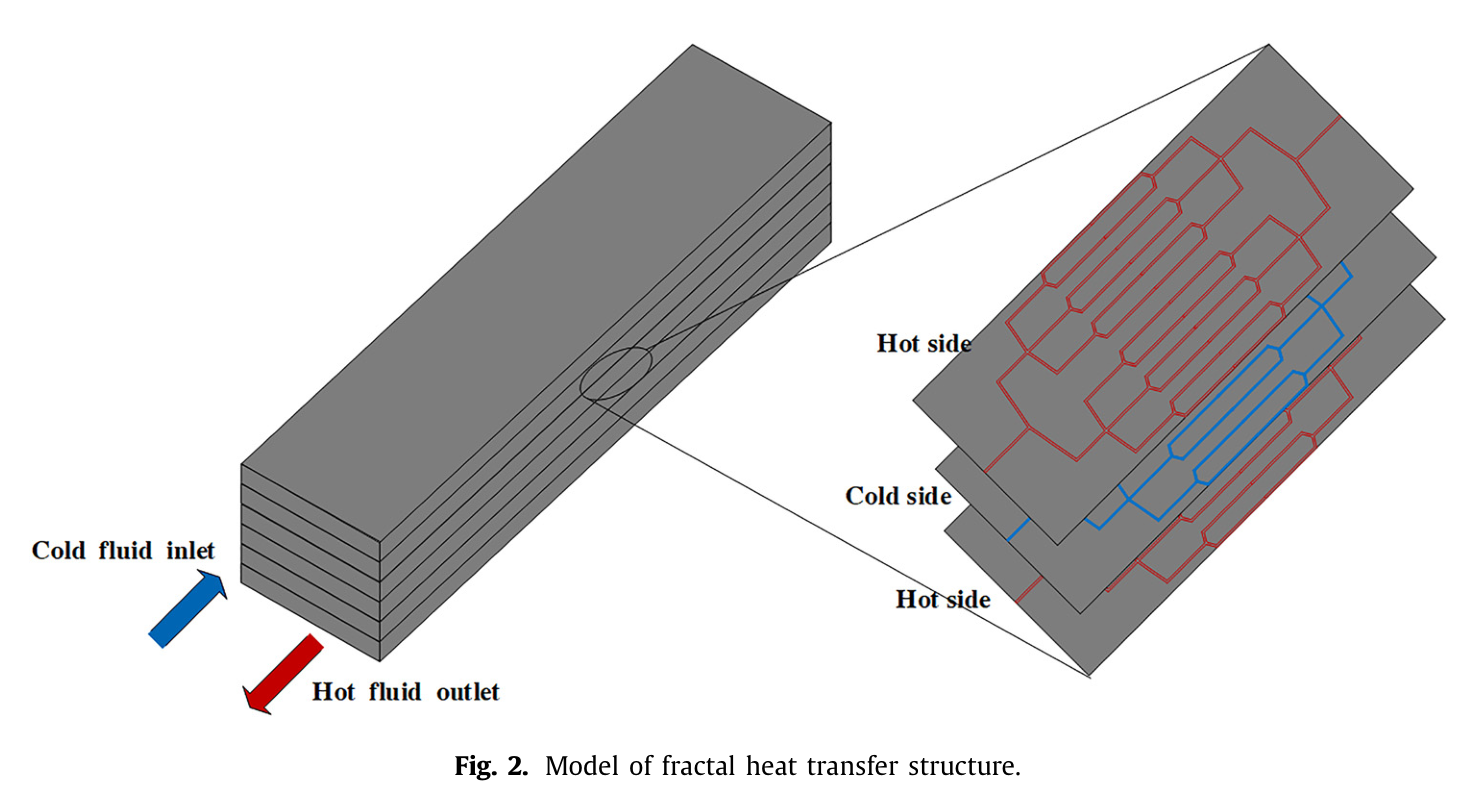 Hot side
Cold side
Cold fluid inlet
Hot side
Hot fluid outlet
Fig. 2. Model of fractal heat transfer structure.